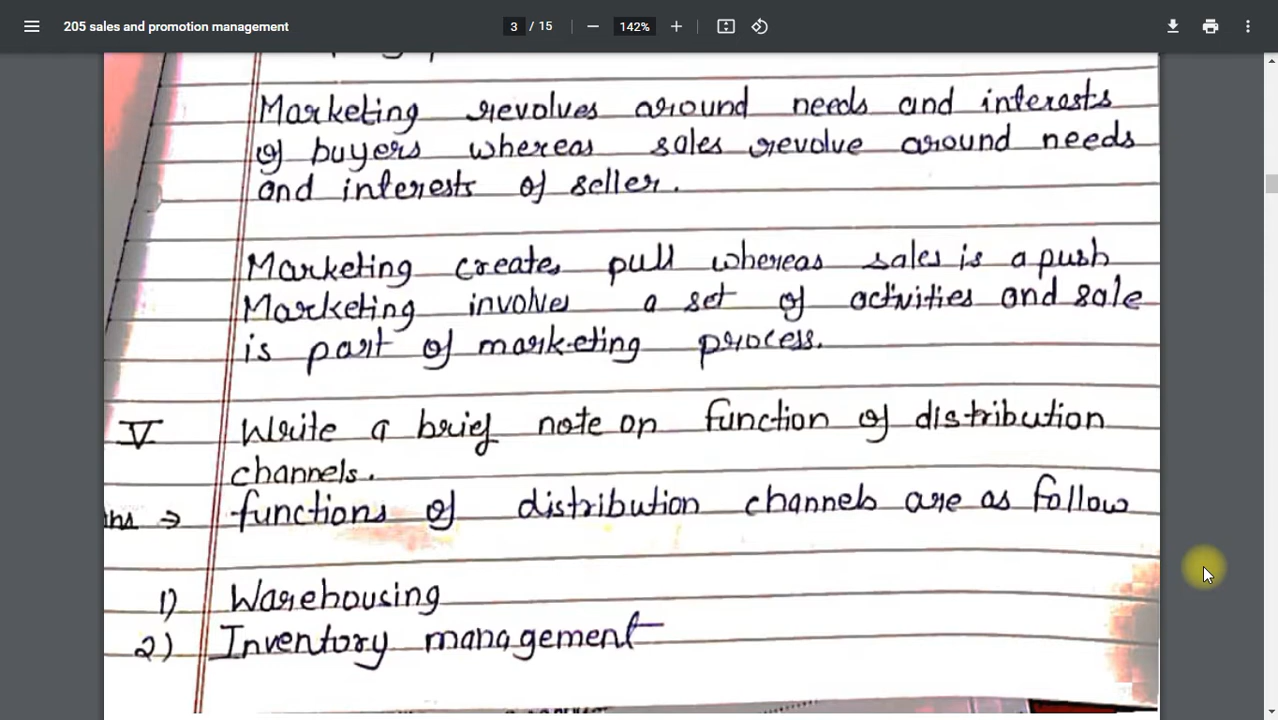 205 sales and promotion management
3 / 15
142%
Marketing revolves around needs and interests
of buyers whereas sales revolve around needs
and interests of seller.
Marketing creates pull whereas sales is a push
Marketing involves a set of activities and sale
is part of marketing process.
V Write a brief note on function of distribution
channels.
Ans ⇒ functions of distribution channels are as follow
1) Warehousing
2) Inventory management